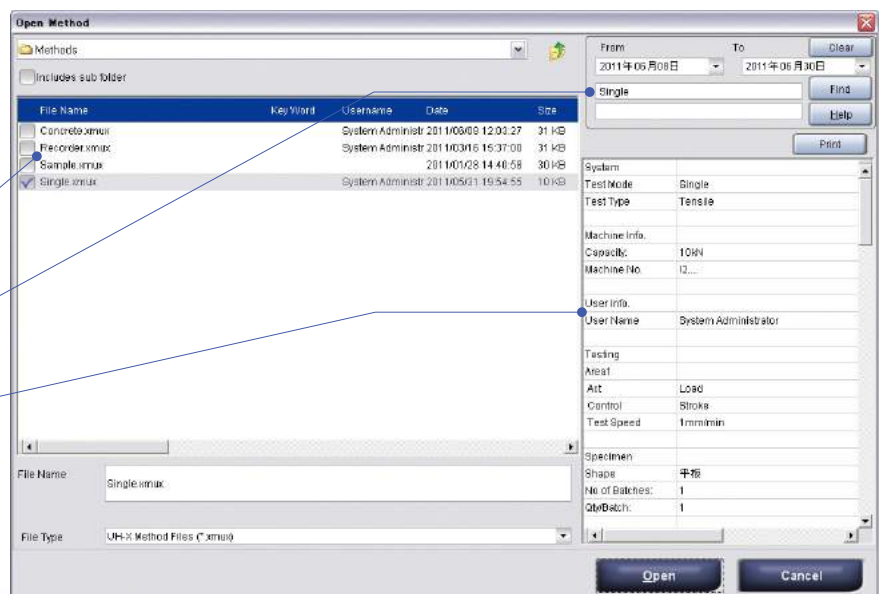 Open Method
Methods
Includes sub folder
File Name Key Word Username Date Size
Concrete.xmux System Administr 2011/06/09 12:03:27 31 KB
Recorder.xmux System Administr 2011/03/16 15:37:00 31 KB
Sample.xmux 2011/01/28 14:40:58 30 KB
Single.xmux System Administr 2011/05/31 19:54:55 10 KB
File Name Single.xmux
File Type UH-X Method Files (*.xmux)
From To Clear
2011年06月08日 2011年06月30日
Single Find
Help
Print
System
Test Mode Single
Test Type Tensile
Machine Info.
Capacity: 10kN
Machine No.
User Info.
User Name System Administrator
Testing
Area1
Act Load
Control Stroke
Test Speed 1mm/min
Specimen
Shape 平板
No of Batches: 1
Qty/Batch: 1
Open Cancel